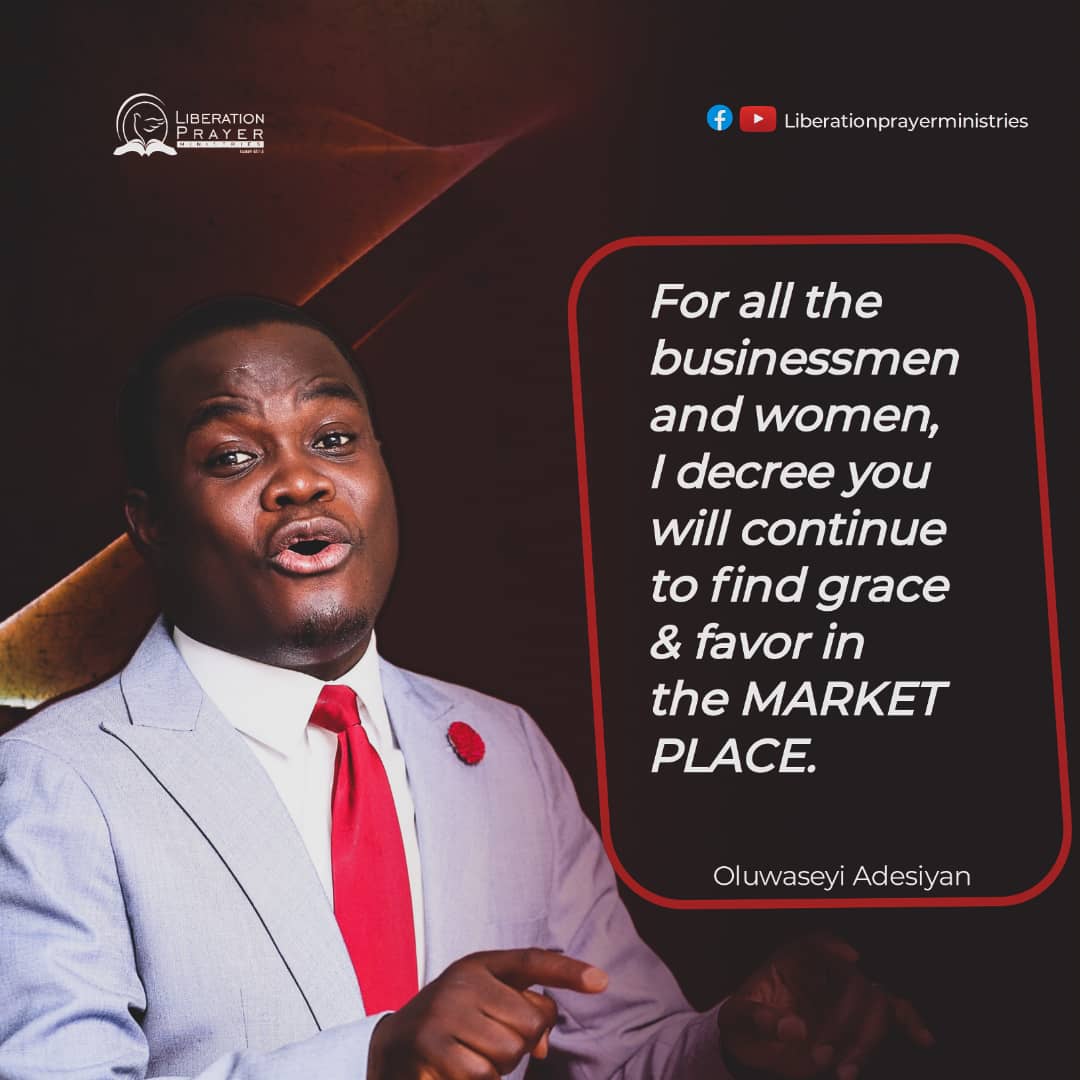 LIBERATION
PRAYER
MINISTRIES
Liberationprayerministries
For all the
businessmen
and women,
I decree you
will continue
to find grace
& favor in
the MARKET
PLACE.
Oluwaseyi Adesiyan